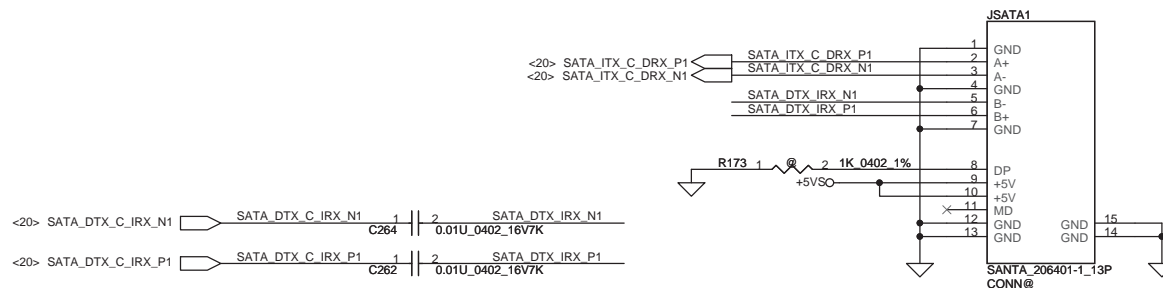 JSATA1
1 GND
<20> SATA_ITX_C_DRX_P1 SATA_ITX_C_DRX_P1 2 A+
<20> SATA_ITX_C_DRX_N1 SATA_ITX_C_DRX_N1 3 A-
4 GND
SATA_DTX_IRX_N1 5 B-
SATA_DTX_IRX_P1 6 B+
7 GND
R173 1 @ 2 1K_0402_1% 8 DP
+5VS 9 +5V
10 +5V
11 MD
12 GND GND 15
13 GND GND 14
SANTA_206401-1_13P
CONN@
<20> SATA_DTX_C_IRX_N1 SATA_DTX_C_IRX_N1 1 2 SATA_DTX_IRX_N1
C264 0.01U_0402_16V7K
<20> SATA_DTX_C_IRX_P1 SATA_DTX_C_IRX_P1 1 2 SATA_DTX_IRX_P1
C262 0.01U_0402_16V7K